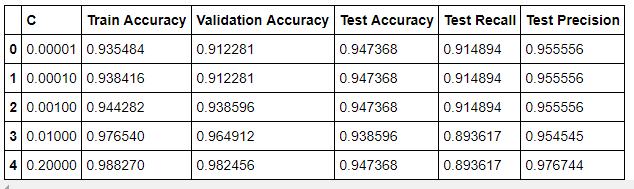 C Train Accuracy Validation Accuracy Test Accuracy Test Recall Test Precision
0 0.00001 0.935484 0.912281 0.947368 0.914894 0.955556
1 0.00010 0.938416 0.912281 0.947368 0.914894 0.955556
2 0.00100 0.944282 0.938596 0.947368 0.914894 0.955556
3 0.01000 0.976540 0.964912 0.938596 0.893617 0.954545
4 0.20000 0.988270 0.982456 0.947368 0.893617 0.976744